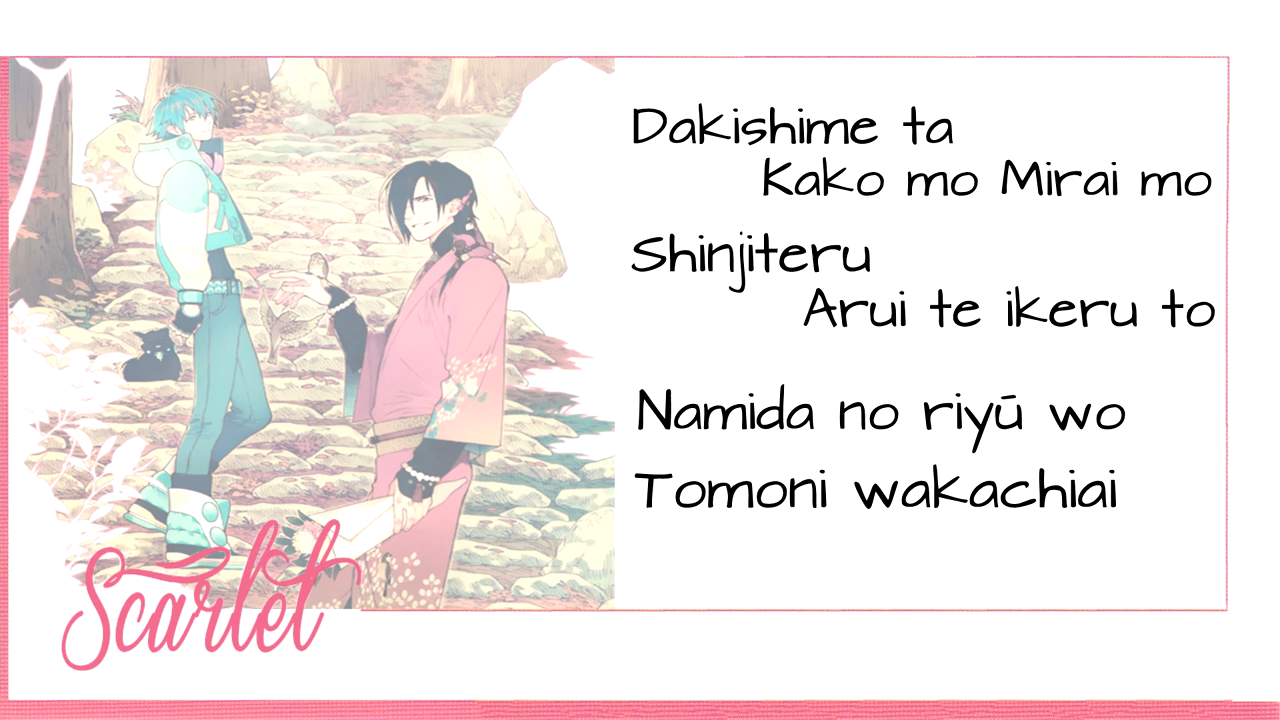 Dakishime ta
Kako mo Mirai mo
Shinjiteru
Arui te ikeru to
Namida no riyū wo
Tomoni wakachiai
Scarlet